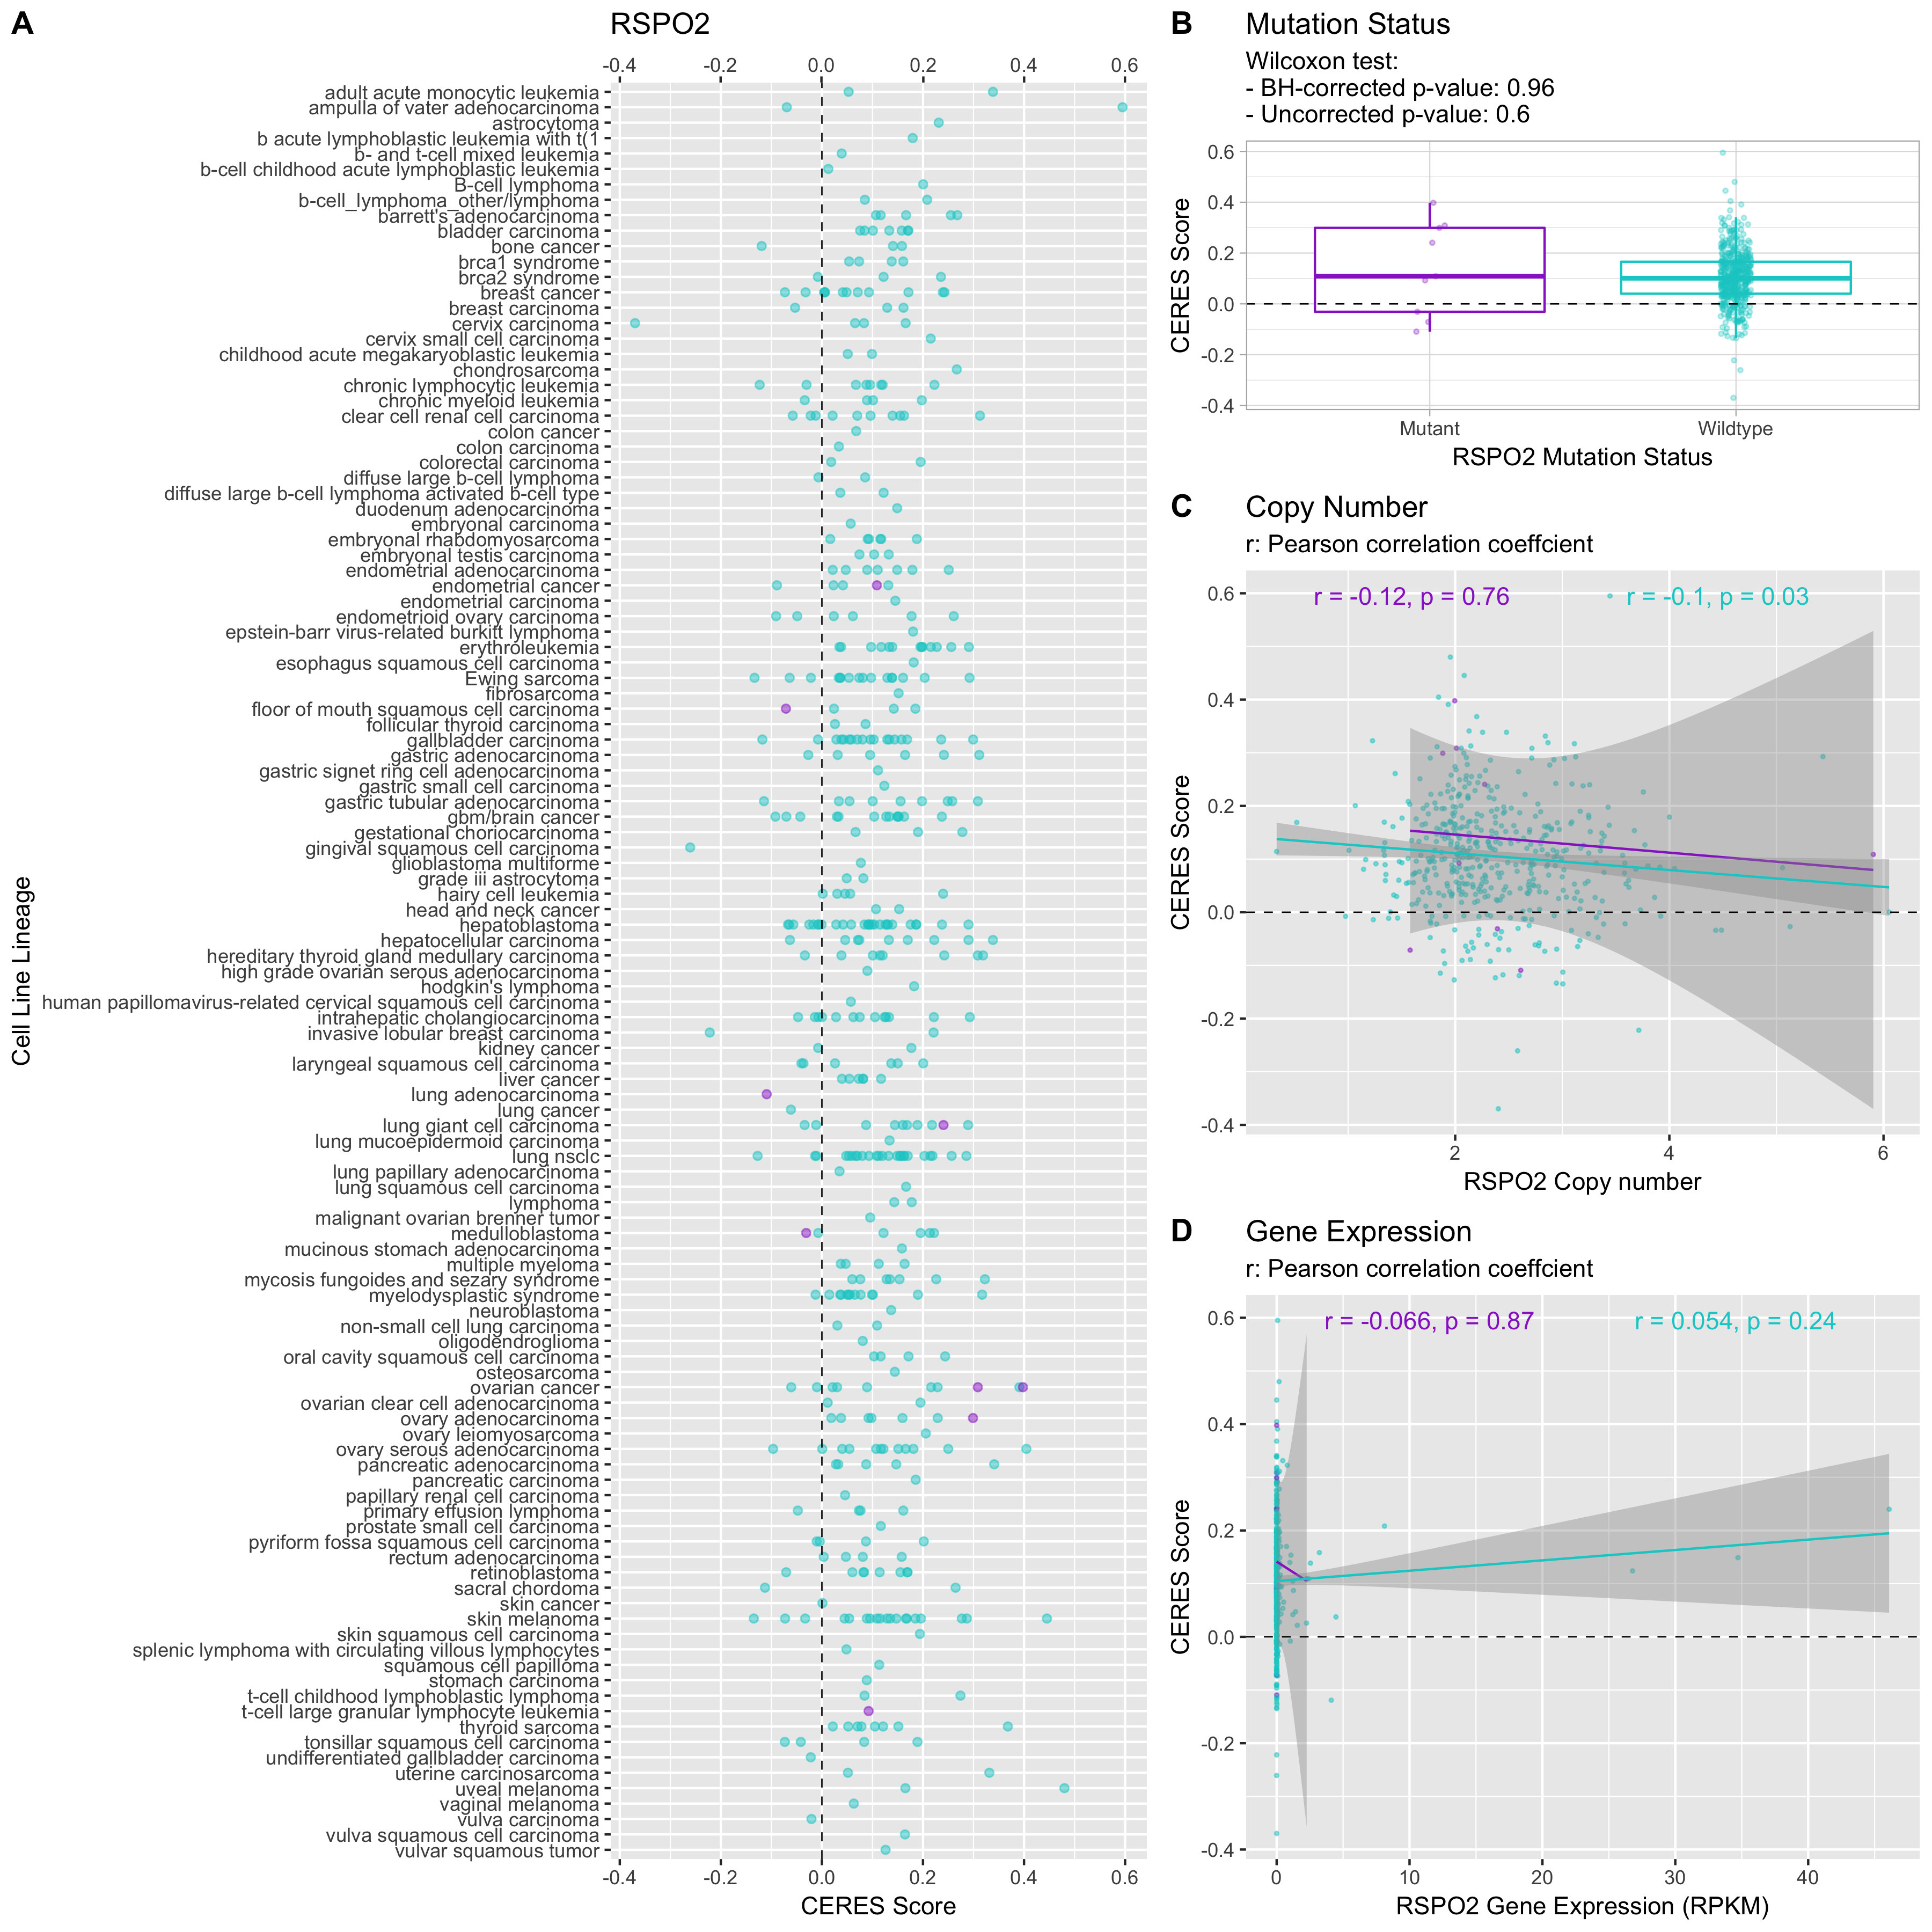 A
RSPO2
-0.4 -0.2 0.0 0.2 0.4 0.6
Cell Line Lineage
adult acute monocytic leukemia
ampulla of vater adenocarcinoma
astrocytoma
b acute lymphoblastic leukemia with t(1
b- and t-cell mixed leukemia
b-cell childhood acute lymphoblastic leukemia
B-cell lymphoma
b-cell_lymphoma_other/lymphoma
barrett's adenocarcinoma
bladder carcinoma
bone cancer
brca1 syndrome
brca2 syndrome
breast cancer
breast carcinoma
cervix carcinoma
cervix small cell carcinoma
childhood acute megakaryoblastic leukemia
chondrosarcoma
chronic lymphocytic leukemia
chronic myeloid leukemia
clear cell renal cell carcinoma
colon cancer
colon carcinoma
colorectal carcinoma
diffuse large b-cell lymphoma
diffuse large b-cell lymphoma activated b-cell type
duodenum adenocarcinoma
embryonal carcinoma
embryonal rhabdomyosarcoma
embryonal testis carcinoma
endometrial adenocarcinoma
endometrial cancer
endometrial carcinoma
endometrioid ovary carcinoma
epstein-barr virus-related burkitt lymphoma
erythroleukemia
esophagus squamous cell carcinoma
Ewing sarcoma
fibrosarcoma
floor of mouth squamous cell carcinoma
follicular thyroid carcinoma
gallbladder carcinoma
gastric adenocarcinoma
gastric signet ring cell adenocarcinoma
gastric small cell carcinoma
gastric tubular adenocarcinoma
gbm/brain cancer
gestational choriocarcinoma
gingival squamous cell carcinoma
glioblastoma multiforme
grade iii astrocytoma
hairy cell leukemia
head and neck cancer
hepatoblastoma
hepatocellular carcinoma
hereditary thyroid gland medullary carcinoma
high grade ovarian serous adenocarcinoma
hodgkin's lymphoma
human papillomavirus-related cervical squamous cell carcinoma
intrahepatic cholangiocarcinoma
invasive lobular breast carcinoma
kidney cancer
laryngeal squamous cell carcinoma
liver cancer
lung adenocarcinoma
lung cancer
lung giant cell carcinoma
lung mucoepidermoid carcinoma
lung nsclc
lung papillary adenocarcinoma
lung squamous cell carcinoma
lymphoma
malignant ovarian brenner tumor
medulloblastoma
mucinous stomach adenocarcinoma
multiple myeloma
mycosis fungoides and sezary syndrome
myelodysplastic syndrome
neuroblastoma
non-small cell lung carcinoma
oligodendroglioma
oral cavity squamous cell carcinoma
osteosarcoma
ovarian cancer
ovarian clear cell adenocarcinoma
ovary adenocarcinoma
ovary leiomyosarcoma
ovary serous adenocarcinoma
pancreatic adenocarcinoma
pancreatic carcinoma
papillary renal cell carcinoma
primary effusion lymphoma
prostate small cell carcinoma
pyriform fossa squamous cell carcinoma
rectum adenocarcinoma
retinoblastoma
sacral chordoma
skin cancer
skin melanoma
skin squamous cell carcinoma
splenic lymphoma with circulating villous lymphocytes
squamous cell papilloma
stomach carcinoma
t-cell childhood lymphoblastic lymphoma
t-cell large granular lymphocyte leukemia
thyroid sarcoma
tonsillar squamous cell carcinoma
undifferentiated gallbladder carcinoma
uterine carcinosarcoma
uveal melanoma
vaginal melanoma
vulva carcinoma
vulva squamous cell carcinoma
vulvar squamous tumor
-0.4 -0.2 0.0 0.2 0.4 0.6
CERES Score
B
Mutation Status
Wilcoxon test:
- BH-corrected p-value: 0.96
- Uncorrected p-value: 0.6
CERES Score
0.6
0.4
0.2
0.0
-0.2
-0.4
Mutant Wildtype
RSPO2 Mutation Status
C
Copy Number
r: Pearson correlation coeffcient
r = -0.12, p = 0.76
r = -0.1, p = 0.03
CERES Score
0.6
0.4
0.2
0.0
-0.2
-0.4
2 4 6
RSPO2 Copy number
D
Gene Expression
r: Pearson correlation coeffcient
r = -0.066, p = 0.87
r = 0.054, p = 0.24
CERES Score
0.6
0.4
0.2
0.0
-0.2
-0.4
0 10 20 30 40
RSPO2 Gene Expression (RPKM)